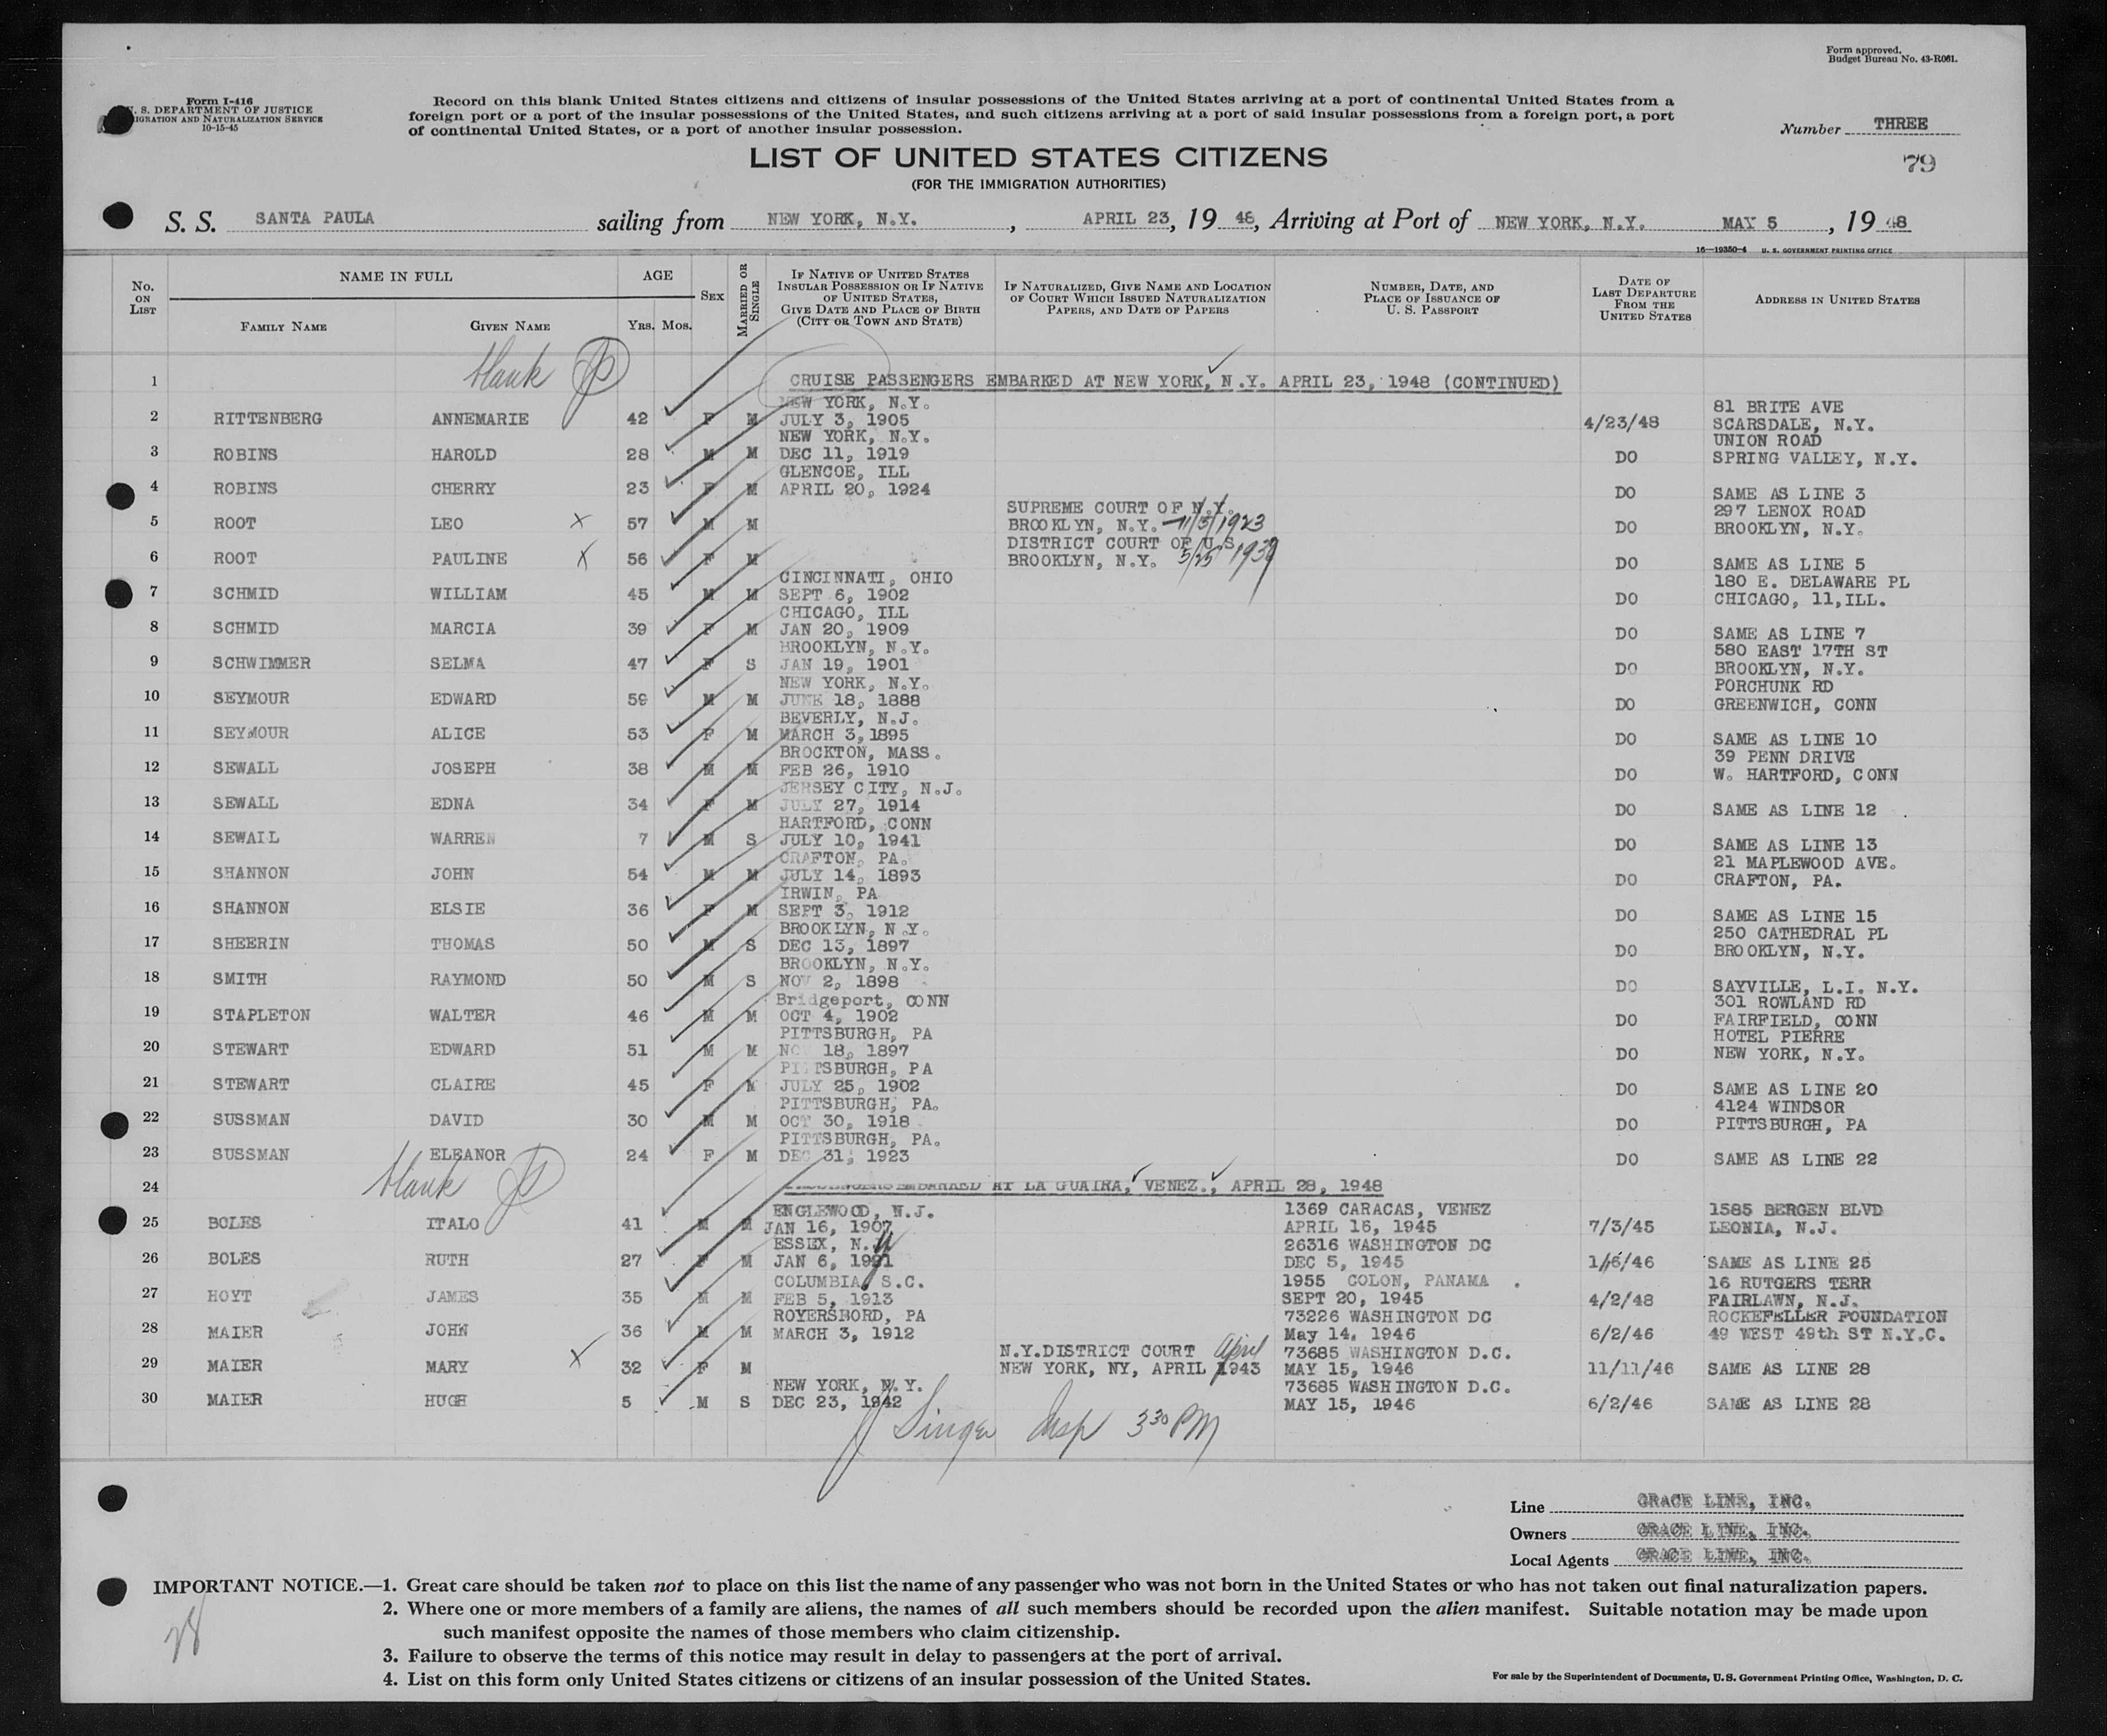 Form approved.
Budget Bureau No. 43-R061.
Form I-416
U. S. DEPARTMENT OF JUSTICE
IGRATION AND NATURALIZATION SERVICE
10-15-45
Record on this blank United States citizens and citizens of insular possessions of the United States arriving at a port of continental United States from a
foreign port or a port of the insular possessions of the United States, and such citizens arriving at a port of said insular possessions from a foreign port, a port
of continental United States, or a port of another insular possession.
Number THREE
79
LIST OF UNITED STATES CITIZENS
(FOR THE IMMIGRATION AUTHORITIES)
S. S. SANTA PAULA sailing from NEW YORK, N.Y. , APRIL 23, 19 48, Arriving at Port of NEW YORK, N.Y. MAY 5 , 19 48
16-19350-4 U. S. GOVERNMENT PRINTING OFFICE
No. ON LIST
NAME IN FULL
FAMILY NAME
GIVEN NAME
AGE
Yrs. Mos.
SEX
MARRIED OR SINGLE
IF NATIVE OF UNITED STATES INSULAR POSSESSION OR IF NATIVE OF UNITED STATES, GIVE DATE AND PLACE OF BIRTH (CITY OR TOWN AND STATE)
IF NATURALIZED, GIVE NAME AND LOCATION OF COURT WHICH ISSUED NATURALIZATION PAPERS, AND DATE OF PAPERS
NUMBER, DATE, AND PLACE OF ISSUANCE OF U. S. PASSPORT
DATE OF LAST DEPARTURE FROM THE UNITED STATES
ADDRESS IN UNITED STATES
1 blank CRUISE PASSENGERS EMBARKED AT NEW YORK, N.Y. APRIL 23, 1948 (CONTINUED)
NEW YORK, N.Y. 81 BRITE AVE
2 RITTENBERG ANNEMARIE 42 F M JULY 3, 1905 4/23/48 SCARSDALE, N.Y.
NEW YORK, N.Y. UNION ROAD
3 ROBINS HAROLD 28 M M DEC 11, 1919 DO SPRING VALLEY, N.Y.
GLENCOE, ILL
4 ROBINS CHERRY 23 F M APRIL 20, 1924 DO SAME AS LINE 3
SUPREME COURT OF N.Y. 297 LENOX ROAD
5 ROOT LEO X 57 M M BROOKLYN, N.Y. 11/3/1923 DO BROOKLYN, N.Y.
DISTRICT COURT OF U.S.
6 ROOT PAULINE X 56 F M BROOKLYN, N.Y. 5/25 1939 DO SAME AS LINE 5
CINCINNATI, OHIO 180 E. DELAWARE PL
7 SCHMID WILLIAM 45 M M SEPT 6, 1902 DO CHICAGO, 11, ILL.
CHICAGO, ILL
8 SCHMID MARCIA 39 F M JAN 20, 1909 DO SAME AS LINE 7
BROOKLYN, N.Y. 580 EAST 17TH ST
9 SCHWIMMER SELMA 47 F S JAN 19, 1901 DO BROOKLYN, N.Y.
NEW YORK, N.Y. PORCHUNK RD
10 SEYMOUR EDWARD 59 M M JUNE 18, 1888 DO GREENWICH, CONN
BEVERLY, N.J.
11 SEYMOUR ALICE 53 F M MARCH 3, 1895 DO SAME AS LINE 10
BROCKTON, MASS. 39 PENN DRIVE
12 SEWALL JOSEPH 38 M M FEB 26, 1910 DO W. HARTFORD, CONN
JERSEY CITY, N.J.
13 SEWALL EDNA 34 F M JULY 27, 1914 DO SAME AS LINE 12
HARTFORD, CONN
14 SEWALL WARREN 7 M S JULY 10, 1941 DO SAME AS LINE 13
CRAFTON, PA. 21 MAPLEWOOD AVE.
15 SHANNON JOHN 54 M M JULY 14, 1893 DO CRAFTON, PA.
IRWIN, PA
16 SHANNON ELSIE 36 F M SEPT 3, 1912 DO SAME AS LINE 15
BROOKLYN, N.Y. 250 CATHEDRAL PL
17 SHEERIN THOMAS 50 M S DEC 13, 1897 DO BROOKLYN, N.Y.
BROOKLYN, N.Y.
18 SMITH RAYMOND 50 M S NOV 2, 1898 DO SAYVILLE, L.I. N.Y.
Bridgeport, CONN 301 ROWLAND RD
19 STAPLETON WALTER 46 M M OCT 4, 1902 DO FAIRFIELD, CONN
PITTSBURGH, PA HOTEL PIERRE
20 STEWART EDWARD 51 M M NOV 18, 1897 DO NEW YORK, N.Y.
PITTSBURGH, PA
21 STEWART CLAIRE 45 F M JULY 25, 1902 DO SAME AS LINE 20
PITTSBURGH, PA. 4124 WINDSOR
22 SUSSMAN DAVID 30 M M OCT 30, 1918 DO PITTSBURGH, PA
PITTSBURGH, PA.
23 SUSSMAN ELEANOR 24 F M DEC 31, 1923 DO SAME AS LINE 22
24 blank PASSENGERS EMBARKED AT LA GUAIRA, VENEZ., APRIL 28, 1948
ENGLEWOOD, N.J. 1369 CARACAS, VENEZ 1585 BERGEN BLVD
25 BOLES ITALO 41 M M JAN 16, 1907 APRIL 16, 1945 7/3/45 LEONIA, N.J.
ESSEX, N.Y 26316 WASHINGTON DC
26 BOLES RUTH 27 F M JAN 6, 1921 DEC 5, 1945 1/6/46 SAME AS LINE 25
COLUMBIA, S.C. 1955 COLON, PANAMA 16 RUTGERS TERR
27 HOYT JAMES 35 M M FEB 5, 1913 SEPT 20, 1945 4/2/48 FAIRLAWN, N.J.
ROYERSBORD, PA 73226 WASHINGTON DC ROCKEFELLER FOUNDATION
28 MAIER JOHN 36 M M MARCH 3, 1912 May 14, 1946 6/2/46 49 WEST 49th ST N.Y.C.
N.Y.DISTRICT COURT April 73685 WASHINGTON D.C.
29 MAIER MARY X 32 F M NEW YORK, NY, APRIL 1943 MAY 15, 1946 11/11/46 SAME AS LINE 28
NEW YORK, N.Y. 73685 WASHINGTON D.C.
30 MAIER HUGH 5 M S DEC 23, 1942 MAY 15, 1946 6/2/46 SAME AS LINE 28
J Singer Insp 3 30 PM
Line GRACE LINE, INC.
Owners GRACE LINE, INC.
Local Agents GRACE LINE, INC.
IMPORTANT NOTICE.—1. Great care should be taken not to place on this list the name of any passenger who was not born in the United States or who has not taken out final naturalization papers.
2. Where one or more members of a family are aliens, the names of all such members should be recorded upon the alien manifest. Suitable notation may be made upon
such manifest opposite the names of those members who claim citizenship.
3. Failure to observe the terms of this notice may result in delay to passengers at the port of arrival.
4. List on this form only United States citizens or citizens of an insular possession of the United States.
28
For sale by the Superintendent of Documents, U. S. Government Printing Office, Washington, D. C.